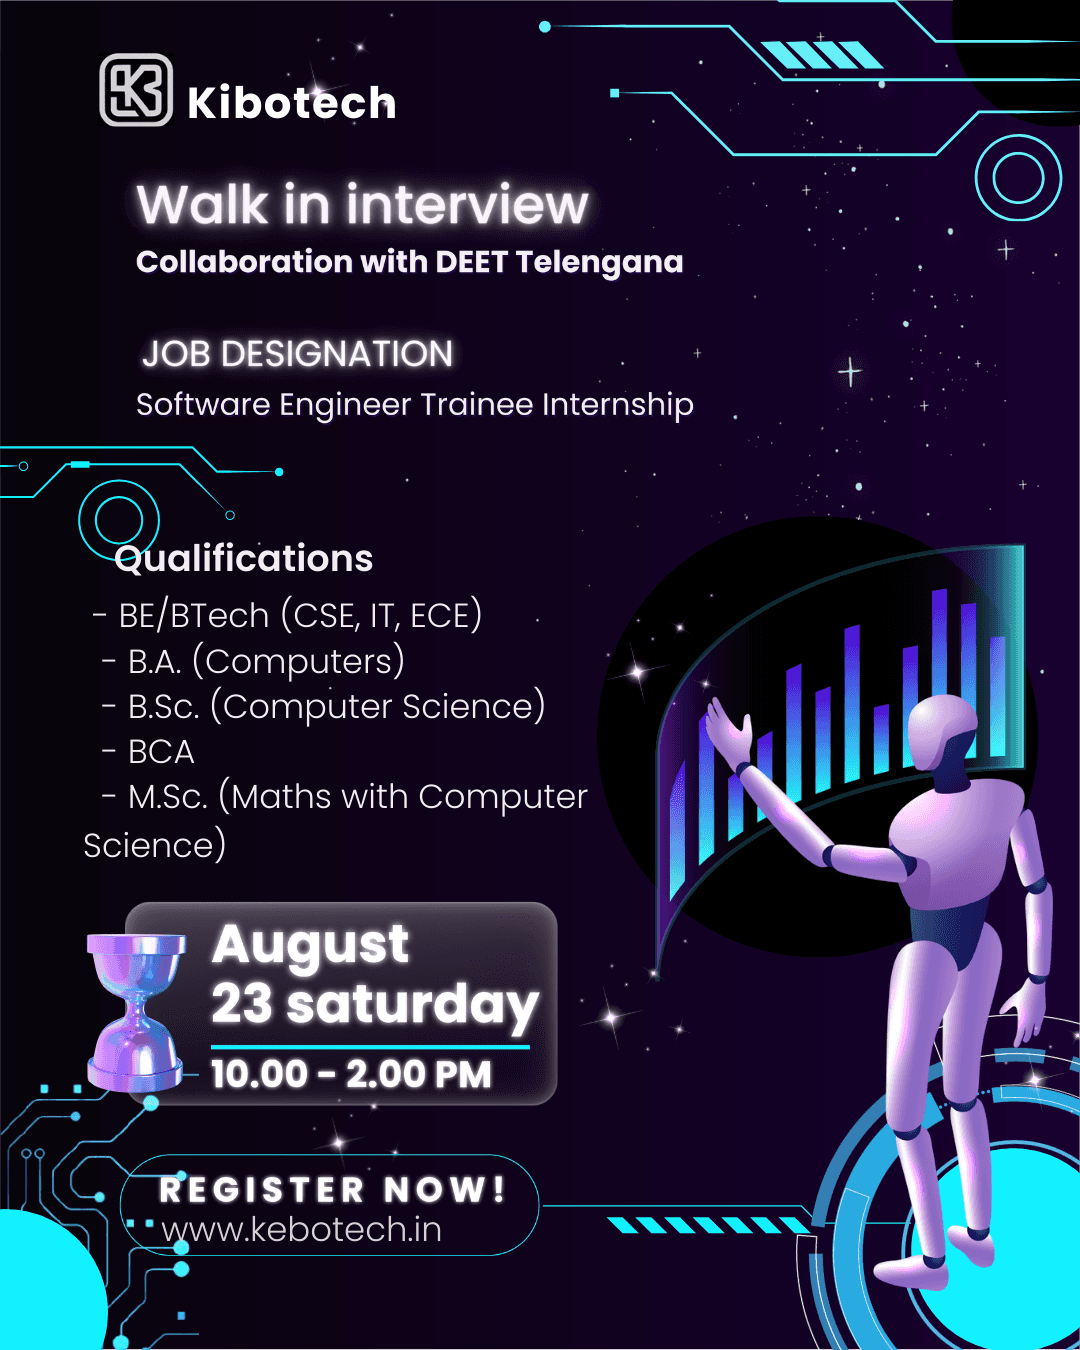 Kibotech
Walk in interview
Collaboration with DEET Telengana
JOB DESIGNATION
Software Engineer Trainee Internship
Qualifications
- BE/BTech (CSE, IT, ECE)
- B.A. (Computers)
- B.Sc. (Computer Science)
- BCA
- M.Sc. (Maths with Computer
Science)
August
23 saturday
10.00 - 2.00 PM
REGISTER NOW!
www.kebotech.in